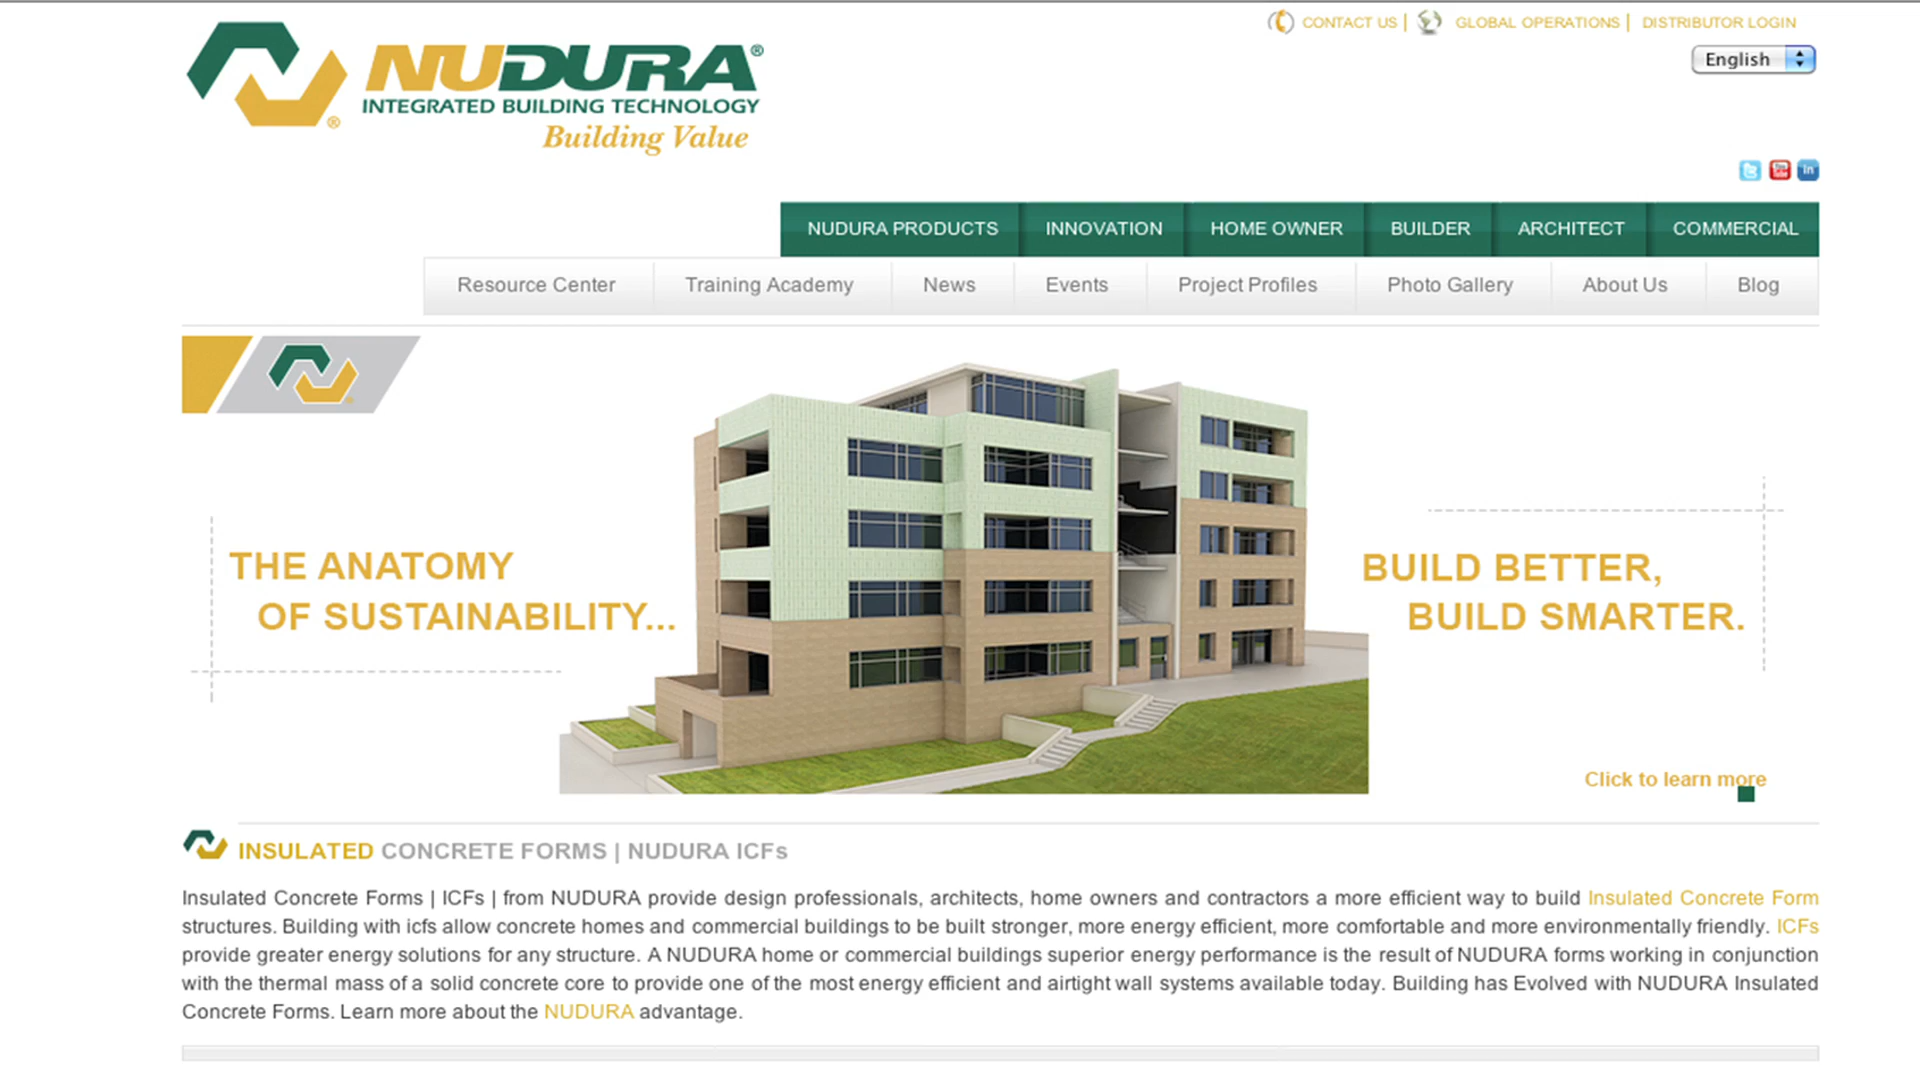 CONTACT US | GLOBAL OPERATIONS | DISTRIBUTOR LOGIN
English
NUDURA®
INTEGRATED BUILDING TECHNOLOGY
Building Value
®
in
NUDURA PRODUCTS INNOVATION HOME OWNER BUILDER ARCHITECT COMMERCIAL
Resource Center Training Academy News Events Project Profiles Photo Gallery About Us Blog
THE ANATOMY
OF SUSTAINABILITY...
BUILD BETTER,
BUILD SMARTER.
Click to learn more
INSULATED CONCRETE FORMS | NUDURA ICFs
Insulated Concrete Forms | ICFs | from NUDURA provide design professionals, architects, home owners and contractors a more efficient way to build Insulated Concrete Form
structures. Building with icfs allow concrete homes and commercial buildings to be built stronger, more energy efficient, more comfortable and more environmentally friendly. ICFs
provide greater energy solutions for any structure. A NUDURA home or commercial buildings superior energy performance is the result of NUDURA forms working in conjunction
with the thermal mass of a solid concrete core to provide one of the most energy efficient and airtight wall systems available today. Building has Evolved with NUDURA Insulated
Concrete Forms. Learn more about the NUDURA advantage.